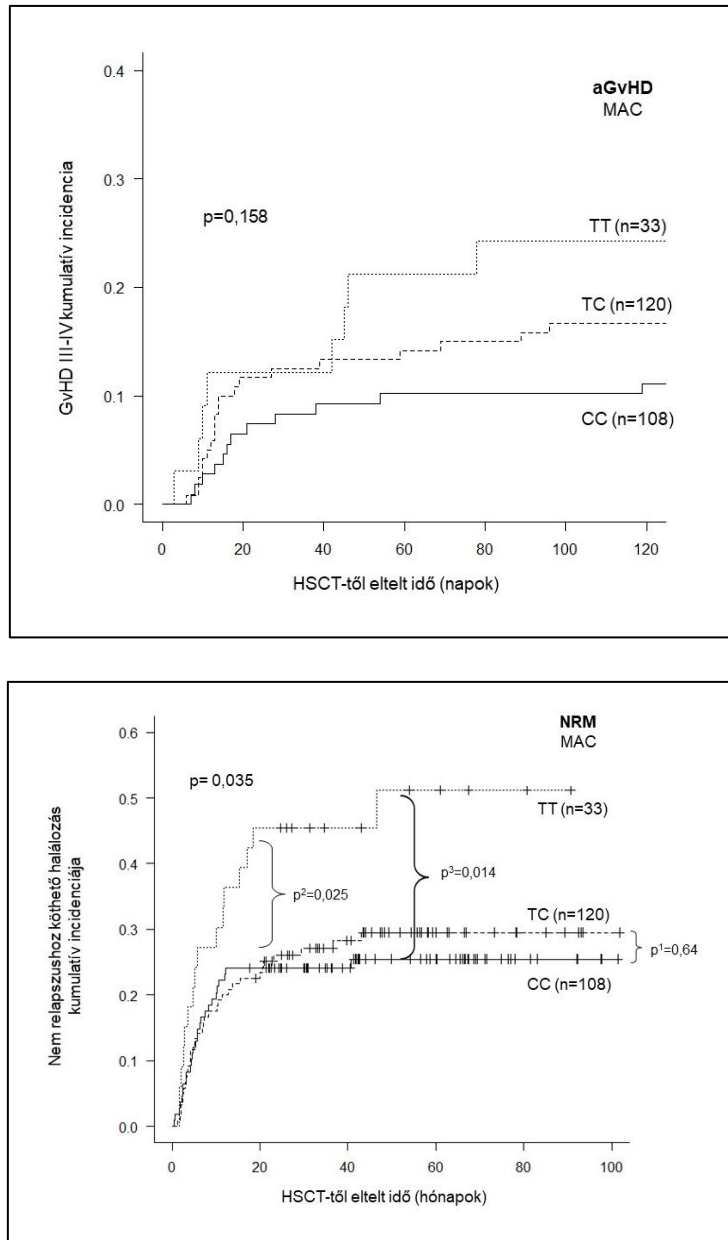 aGvHD
MAC
p=0,158
GvHD III-IV kumulatív incidencia
0.4
0.3
0.2
0.1
0.0
TT (n=33)
TC (n=120)
CC (n=108)
0 20 40 60 80 100 120
HSCT-től eltelt idő (napok)
NRM
MAC
p= 0,035
Nem relapszushoz köthető halálozás
kumulatív incidenciája
0.6
0.5
0.4
0.3
0.2
0.1
0.0
TT (n=33)
p³=0,014
p²=0,025
TC (n=120)
p¹=0,64
CC (n=108)
0 20 40 60 80 100
HSCT-től eltelt idő (hónapok)